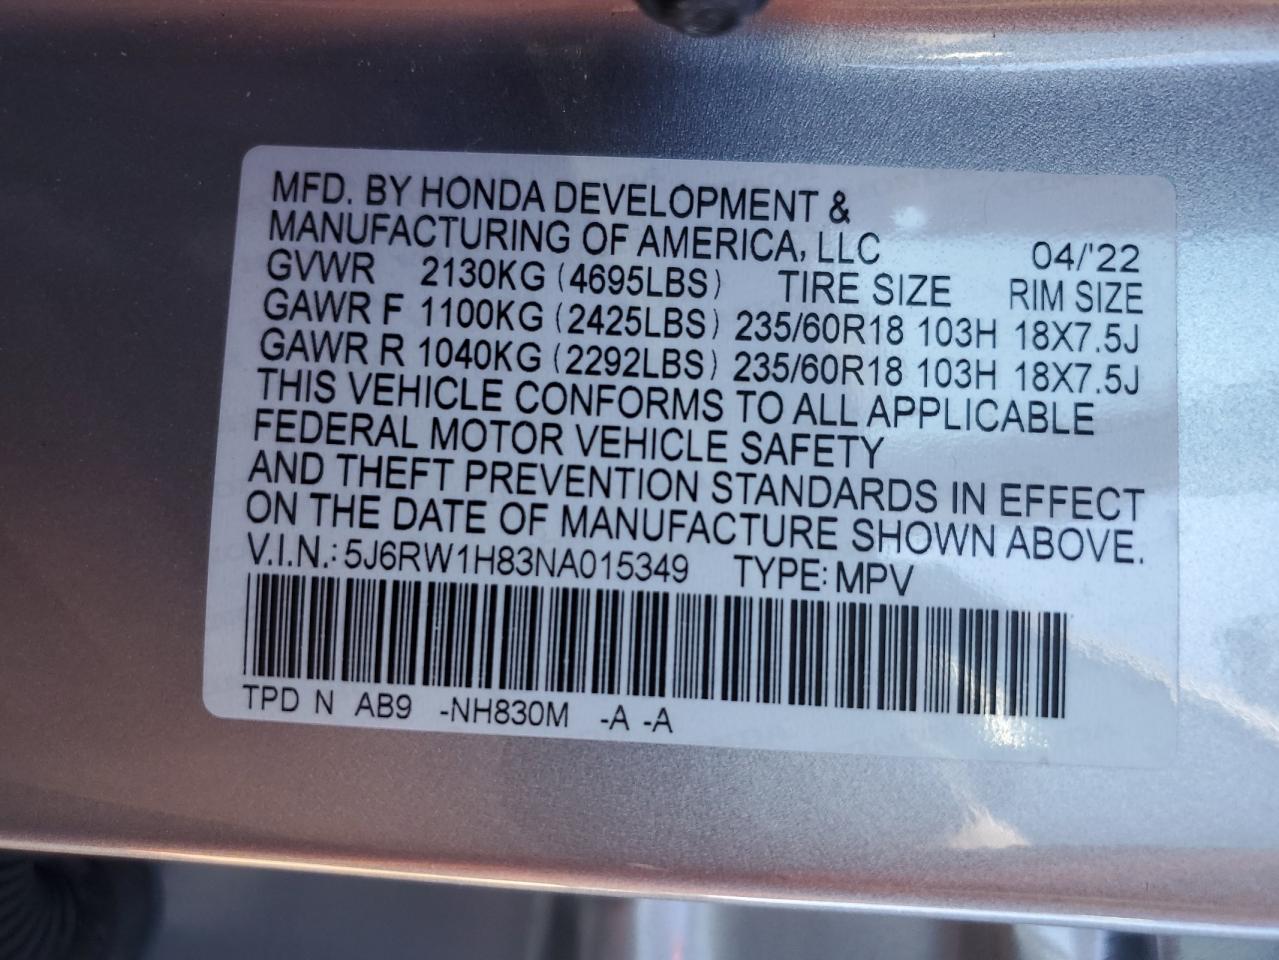 MFD. BY HONDA DEVELOPMENT &
MANUFACTURING OF AMERICA, LLC 04/'22
GVWR 2130KG (4695LBS) TIRE SIZE RIM SIZE
GAWR F 1100KG (2425LBS) 235/60R18 103H 18X7.5J
GAWR R 1040KG (2292LBS) 235/60R18 103H 18X7.5J
THIS VEHICLE CONFORMS TO ALL APPLICABLE
FEDERAL MOTOR VEHICLE SAFETY
AND THEFT PREVENTION STANDARDS IN EFFECT
ON THE DATE OF MANUFACTURE SHOWN ABOVE.
V.I.N.: 5J6RW1H83NA015349 TYPE: MPV
TPD N AB9 -NH830M -A -A